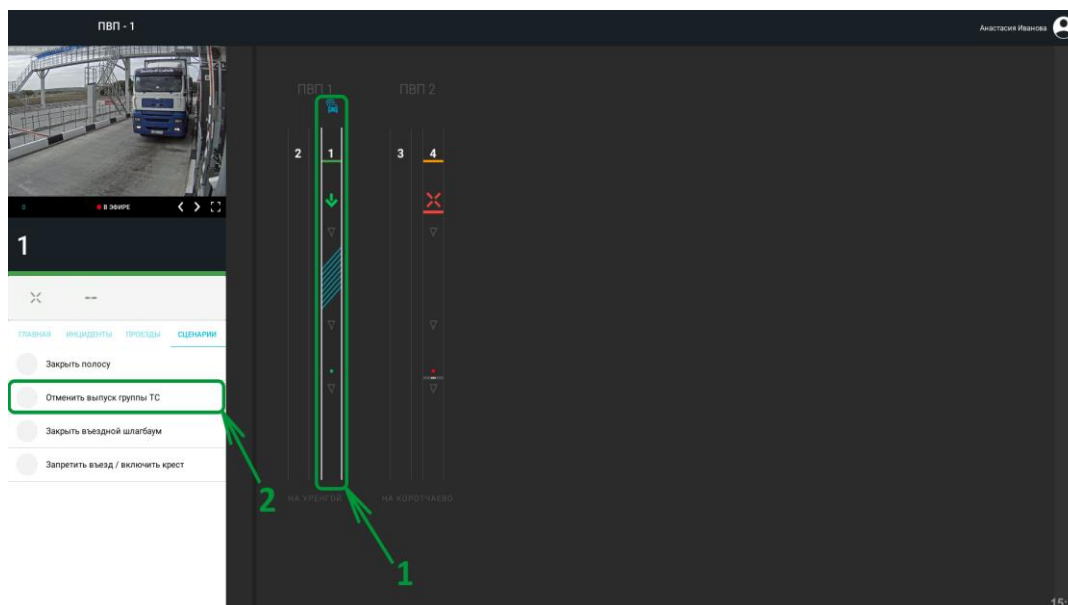 ПВП - 1
Анастасия Иванова
В ЭФИРЕ
1
--
ГЛАВНАЯ ИНЦИДЕНТЫ ПРОЕЗДЫ СЦЕНАРИИ
Закрыть полосу
Отменить выпуск группы ТС
Закрыть въездной шлагбаум
Запретить въезд / включить крест
ПВП 1 ПВП 2
2 1 3 4
НА УРЕНГОЙ НА КОРОТЧАЕВО
2
1
15: